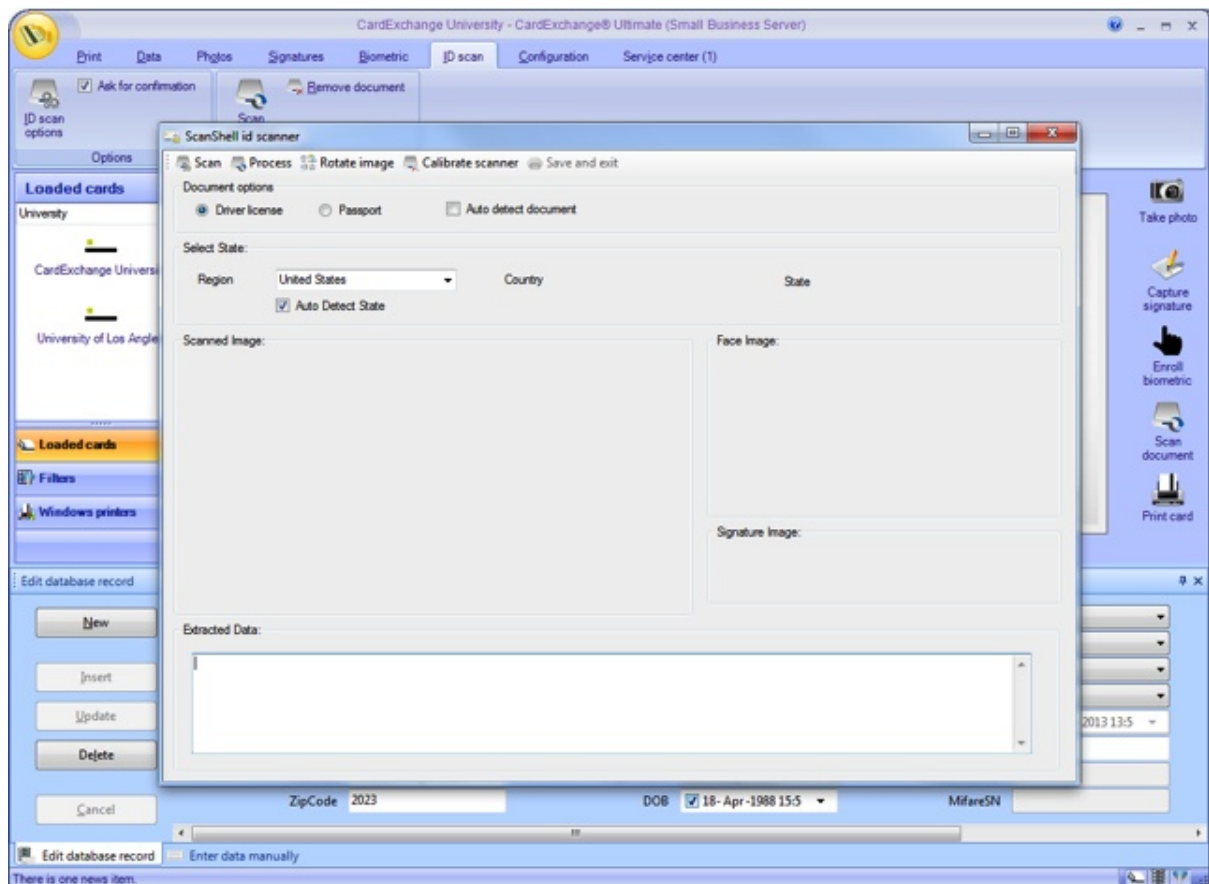 CardExchange University - CardExchange® Ultimate (Small Business Server)
Print Data Photos Signatures Biometric ID scan Configuration Service center (1)
Ask for confirmation
Remove document
ID scan options
Scan
Options
ScanShell id scanner
Scan Process Rotate image Calibrate scanner Save and exit
Document options
Driver license Passport Auto detect document
Select State:
Region United States Country State
Auto Detect State
Scanned Image:
Face Image:
Signature Image:
Extracted Data:
Loaded cards
University
CardExchange Universi
University of Los Angle
Loaded cards
Filters
Windows printers
Take photo
Capture
signature
Enroll
biometric
Scan
document
Print card
Edit database record
New
Insert
Update
Delete
Cancel
2013 13:5
ZipCode 2023 DOB 18- Apr -1988 15:5 MifareSN
Edit database record Enter data manually
There is one news item.